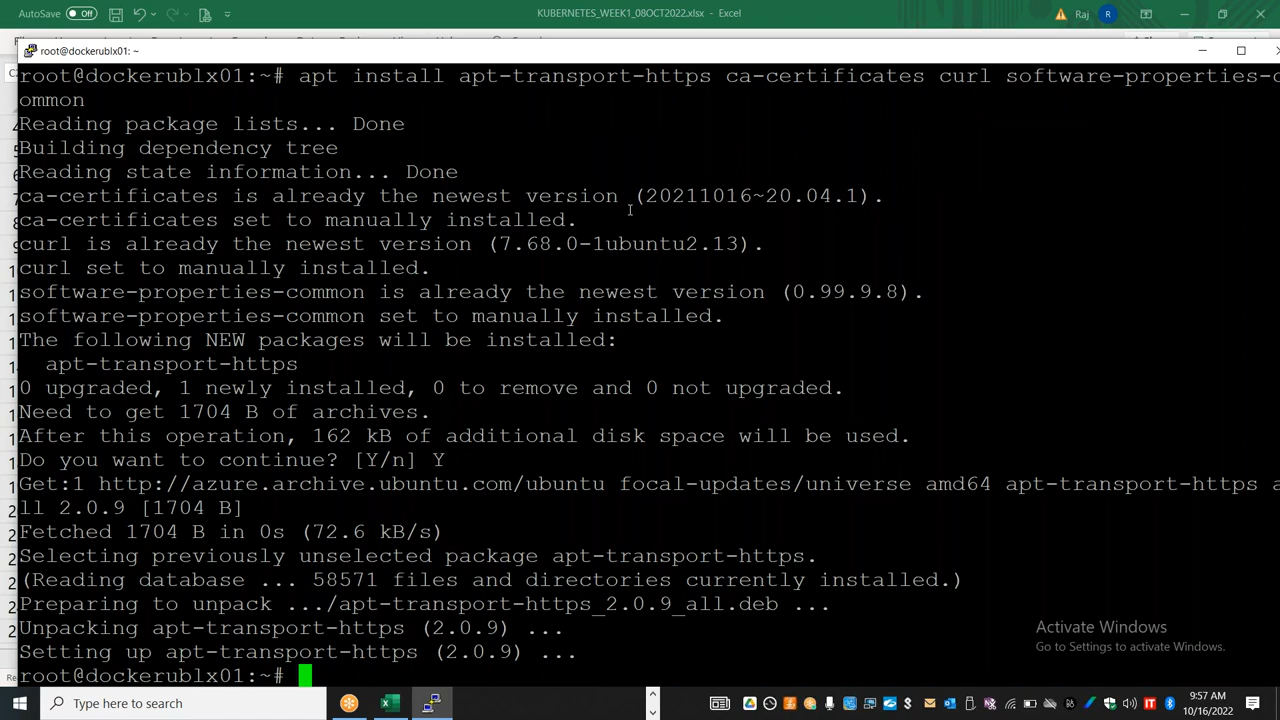 AutoSave Off KUBERNETES_WEEK1_08OCT2022.xlsx - Excel Raj R
root@dockerublx01: ~
root@dockerublx01:~# apt install apt-transport-https ca-certificates curl software-properties-c
ommon
Reading package lists... Done
Building dependency tree
Reading state information... Done
ca-certificates is already the newest version (20211016~20.04.1).
ca-certificates set to manually installed.
curl is already the newest version (7.68.0-1ubuntu2.13).
curl set to manually installed.
software-properties-common is already the newest version (0.99.9.8).
software-properties-common set to manually installed.
The following NEW packages will be installed:
apt-transport-https
0 upgraded, 1 newly installed, 0 to remove and 0 not upgraded.
Need to get 1704 B of archives.
After this operation, 162 kB of additional disk space will be used.
Do you want to continue? [Y/n] Y
Get:1 http://azure.archive.ubuntu.com/ubuntu focal-updates/universe amd64 apt-transport-https a
ll 2.0.9 [1704 B]
Fetched 1704 B in 0s (72.6 kB/s)
Selecting previously unselected package apt-transport-https.
(Reading database ... 58571 files and directories currently installed.)
Preparing to unpack .../apt-transport-https_2.0.9_all.deb ...
Unpacking apt-transport-https (2.0.9) ...
Setting up apt-transport-https (2.0.9) ...
root@dockerublx01:~#
Activate Windows
Go to Settings to activate Windows.
Type here to search
9:57 AM
10/16/2022